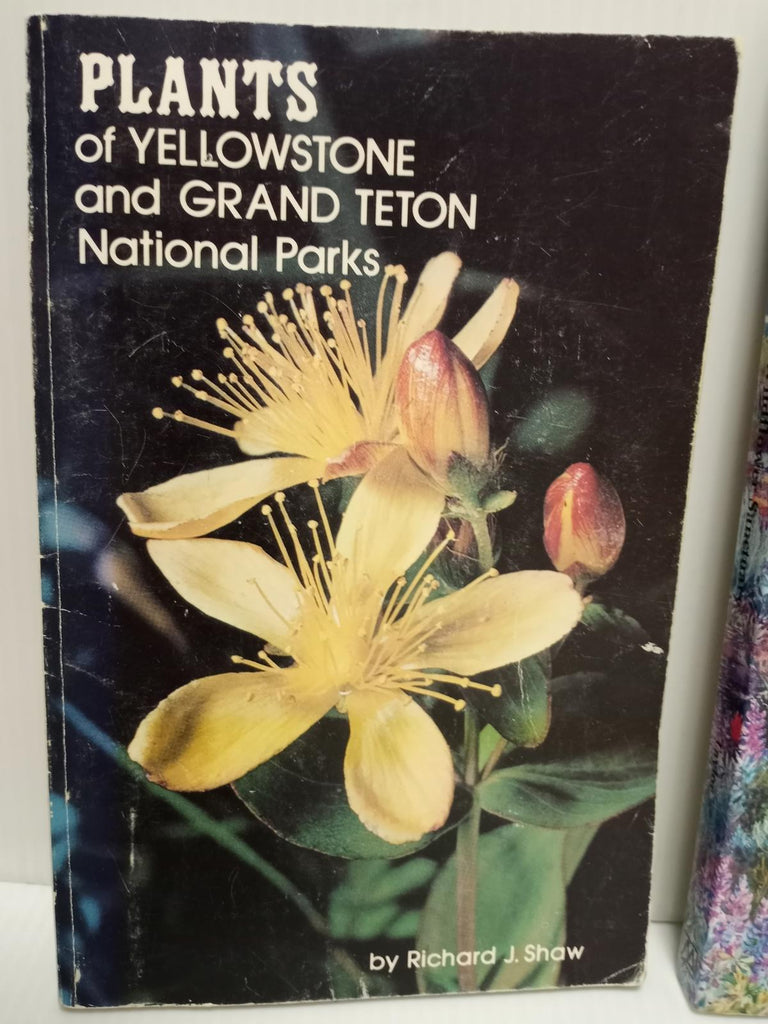 PLANTS
of YELLOWSTONE
and GRAND TETON
National Parks
by Richard J. Shaw